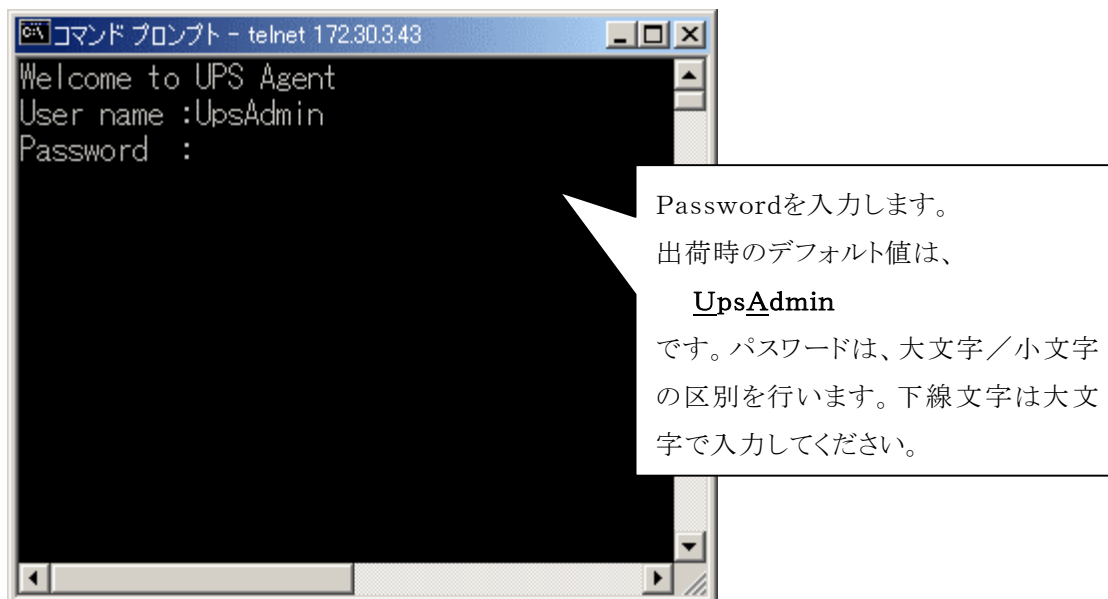 コマンド プロンプト - telnet 172.30.3.43
Welcome to UPS Agent
User name :UpsAdmin
Password  :
Passwordを入力します。
出荷時のデフォルト値は、
UpsAdmin
です。パスワードは、大文字／小文字
の区別を行います。下線文字は大文
字で入力してください。